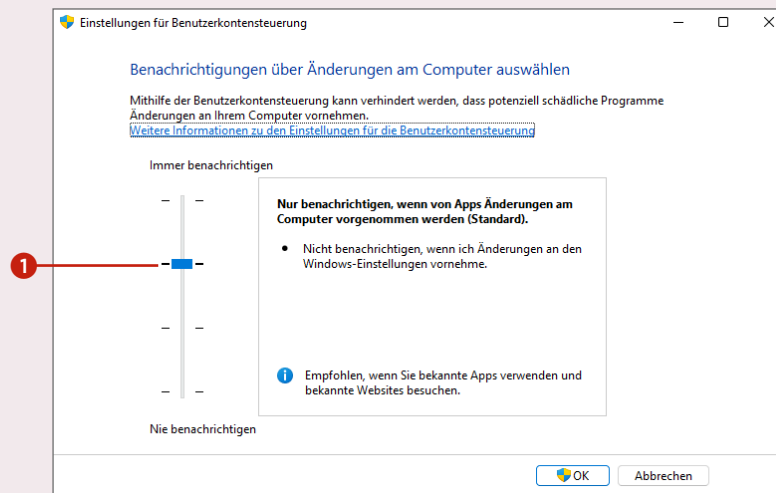 Einstellungen für Benutzerkontensteuerung
Benachrichtigungen über Änderungen am Computer auswählen
Mithilfe der Benutzerkontensteuerung kann verhindert werden, dass potenziell schädliche Programme
Änderungen an Ihrem Computer vornehmen.
Weitere Informationen zu den Einstellungen für die Benutzerkontensteuerung
Immer benachrichtigen
Nur benachrichtigen, wenn von Apps Änderungen am
Computer vorgenommen werden (Standard).
• Nicht benachrichtigen, wenn ich Änderungen an den
Windows-Einstellungen vornehme.
1
Empfohlen, wenn Sie bekannte Apps verwenden und
bekannte Websites besuchen.
Nie benachrichtigen
OK
Abbrechen